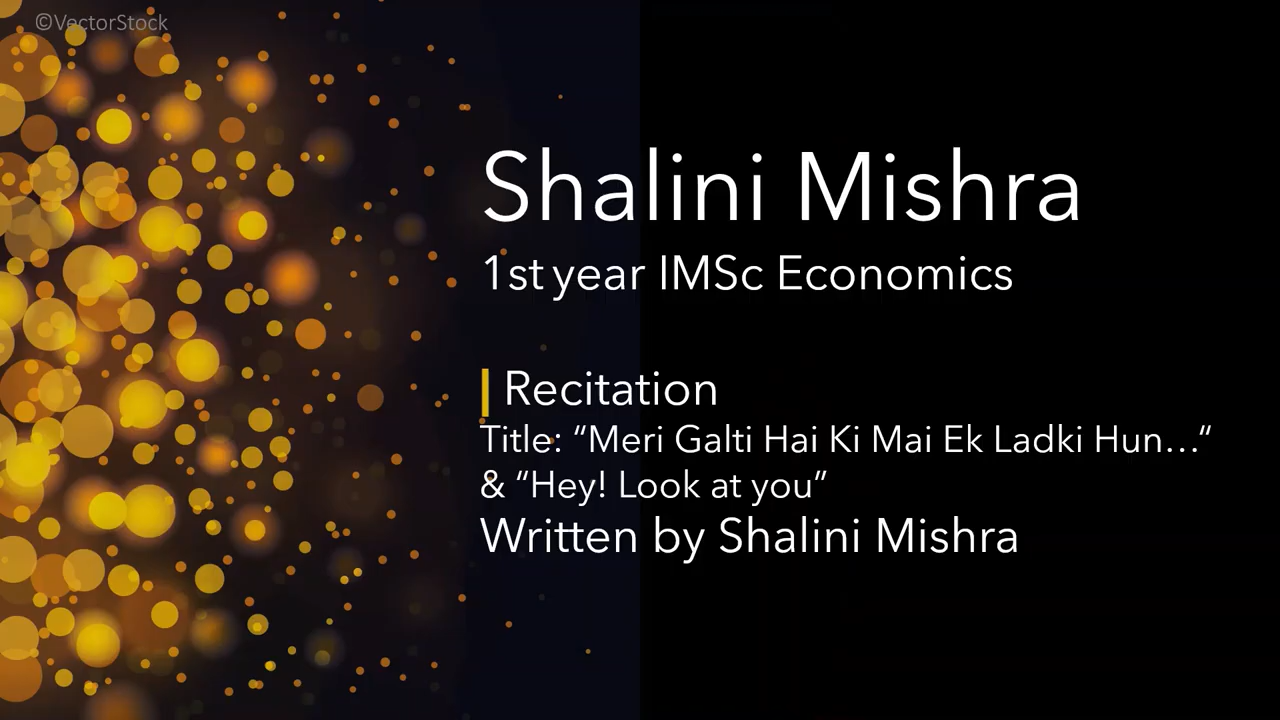 ©VectorStock
Shalini Mishra
1st year IMSc Economics
Recitation
Title: “Meri Galti Hai Ki Mai Ek Ladki Hun…“
& “Hey! Look at you”
Written by Shalini Mishra